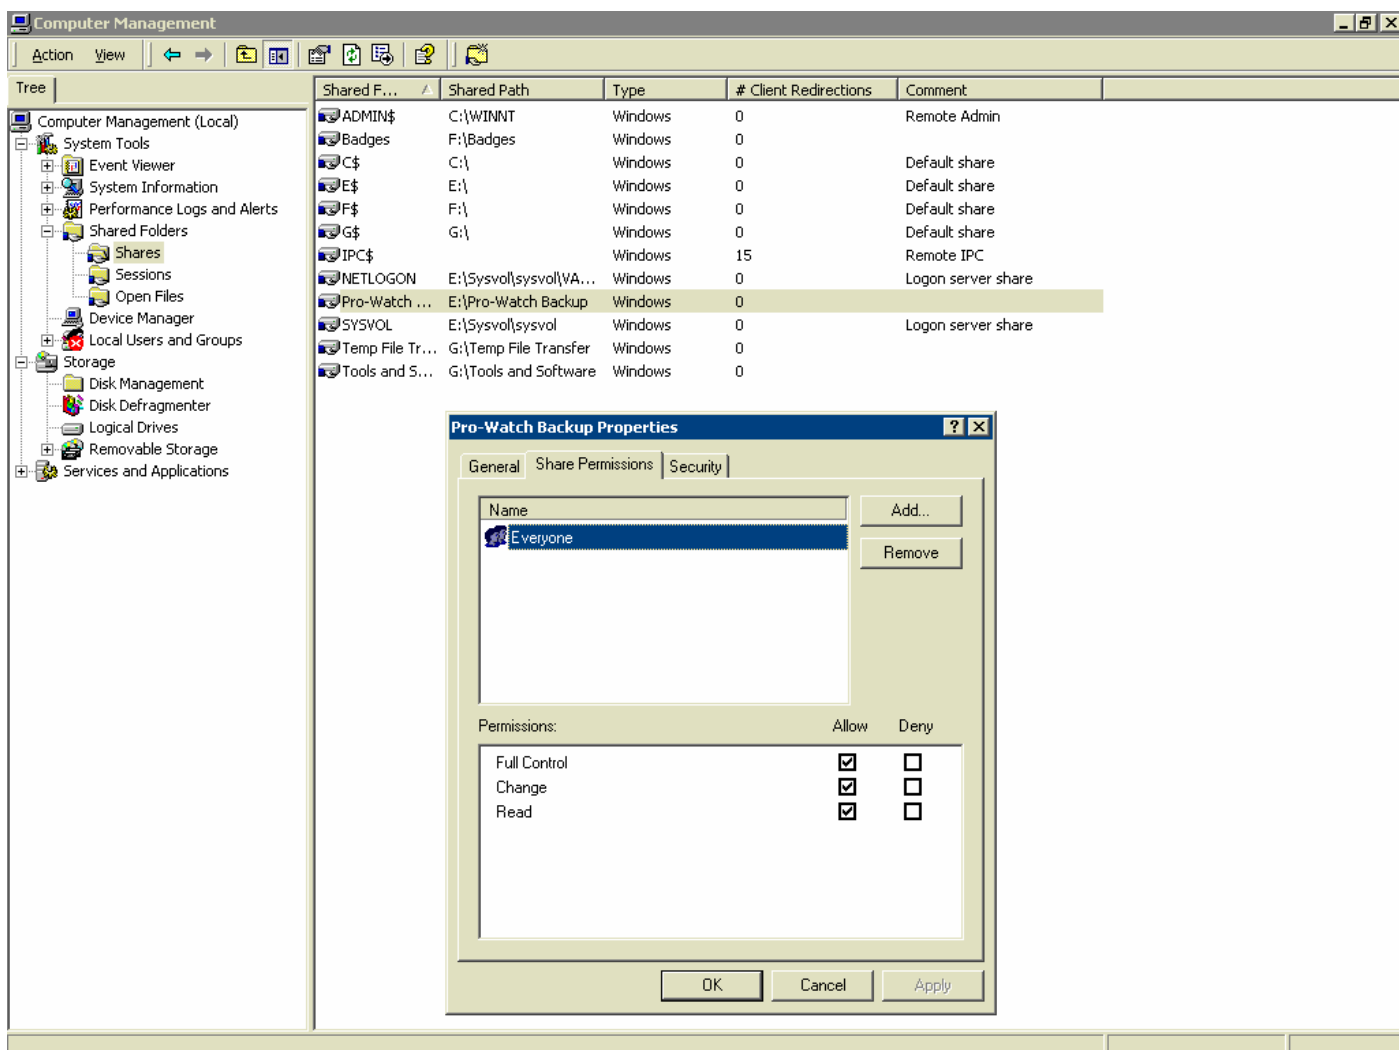 Computer Management
Action View
Tree
Computer Management (Local)
System Tools
Event Viewer
System Information
Performance Logs and Alerts
Shared Folders
Shares
Sessions
Open Files
Device Manager
Local Users and Groups
Storage
Disk Management
Disk Defragmenter
Logical Drives
Removable Storage
Services and Applications
Shared F... Shared Path Type # Client Redirections Comment
ADMIN$ C:\WINNT Windows 0 Remote Admin
Badges F:\Badges Windows 0
C$ C:\ Windows 0 Default share
E$ E:\ Windows 0 Default share
F$ F:\ Windows 0 Default share
G$ G:\ Windows 0 Default share
IPC$ Windows 15 Remote IPC
NETLOGON E:\Sysvol\sysvol\VA... Windows 0 Logon server share
Pro-Watch ... E:\Pro-Watch Backup Windows 0
SYSVOL E:\Sysvol\sysvol Windows 0 Logon server share
Temp File Tr... G:\Temp File Transfer Windows 0
Tools and S... G:\Tools and Software Windows 0
Pro-Watch Backup Properties
General Share Permissions Security
Name
Add...
Everyone
Remove
Permissions: Allow Deny
Full Control
Change
Read
OK Cancel Apply